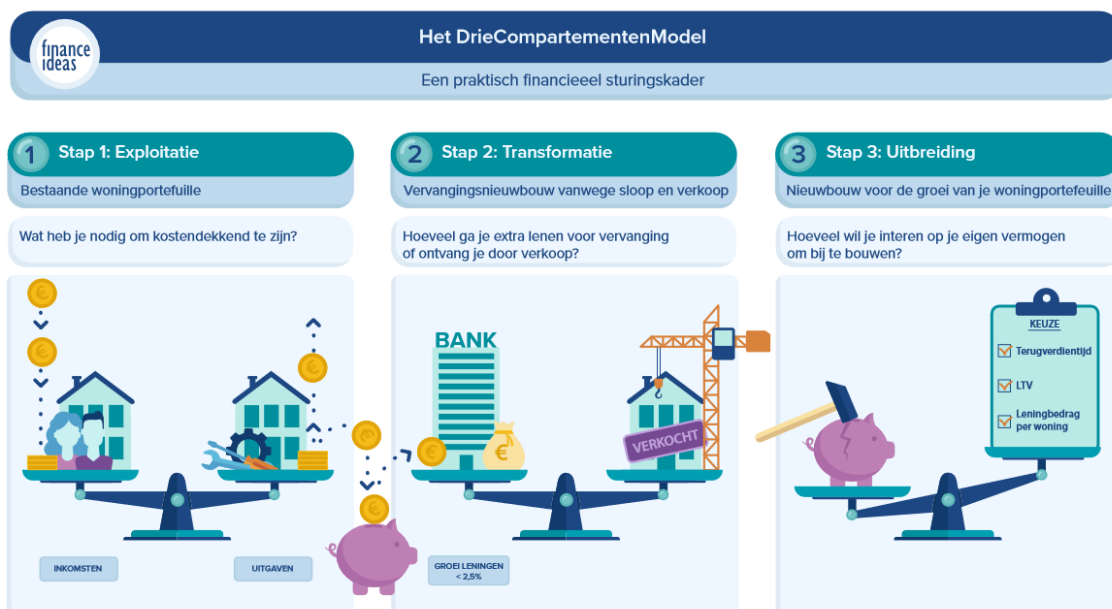 finance
ideas
Het DrieCompartementenModel
Een praktisch financieeel sturingskader
1 Stap 1: Exploitatie
Bestaande woningportefuille
Wat heb je nodig om kostendekkend te zijn?
INKOMSTEN
UITGAVEN
2 Stap 2: Transformatie
Vervangingsnieuwbouw vanwege sloop en verkoop
Hoeveel ga je extra lenen voor vervanging
of ontvang je door verkoop?
BANK
VERKOCHT
GROEI LENINGEN
< 2,5%
3 Stap 3: Uitbreiding
Nieuwbouw voor de groei van je woningportefeuille
Hoeveel wil je interen op je eigen vermogen
om bij te bouwen?
KEUZE
Terugverdientijd
LTV
Leningbedrag
per woning